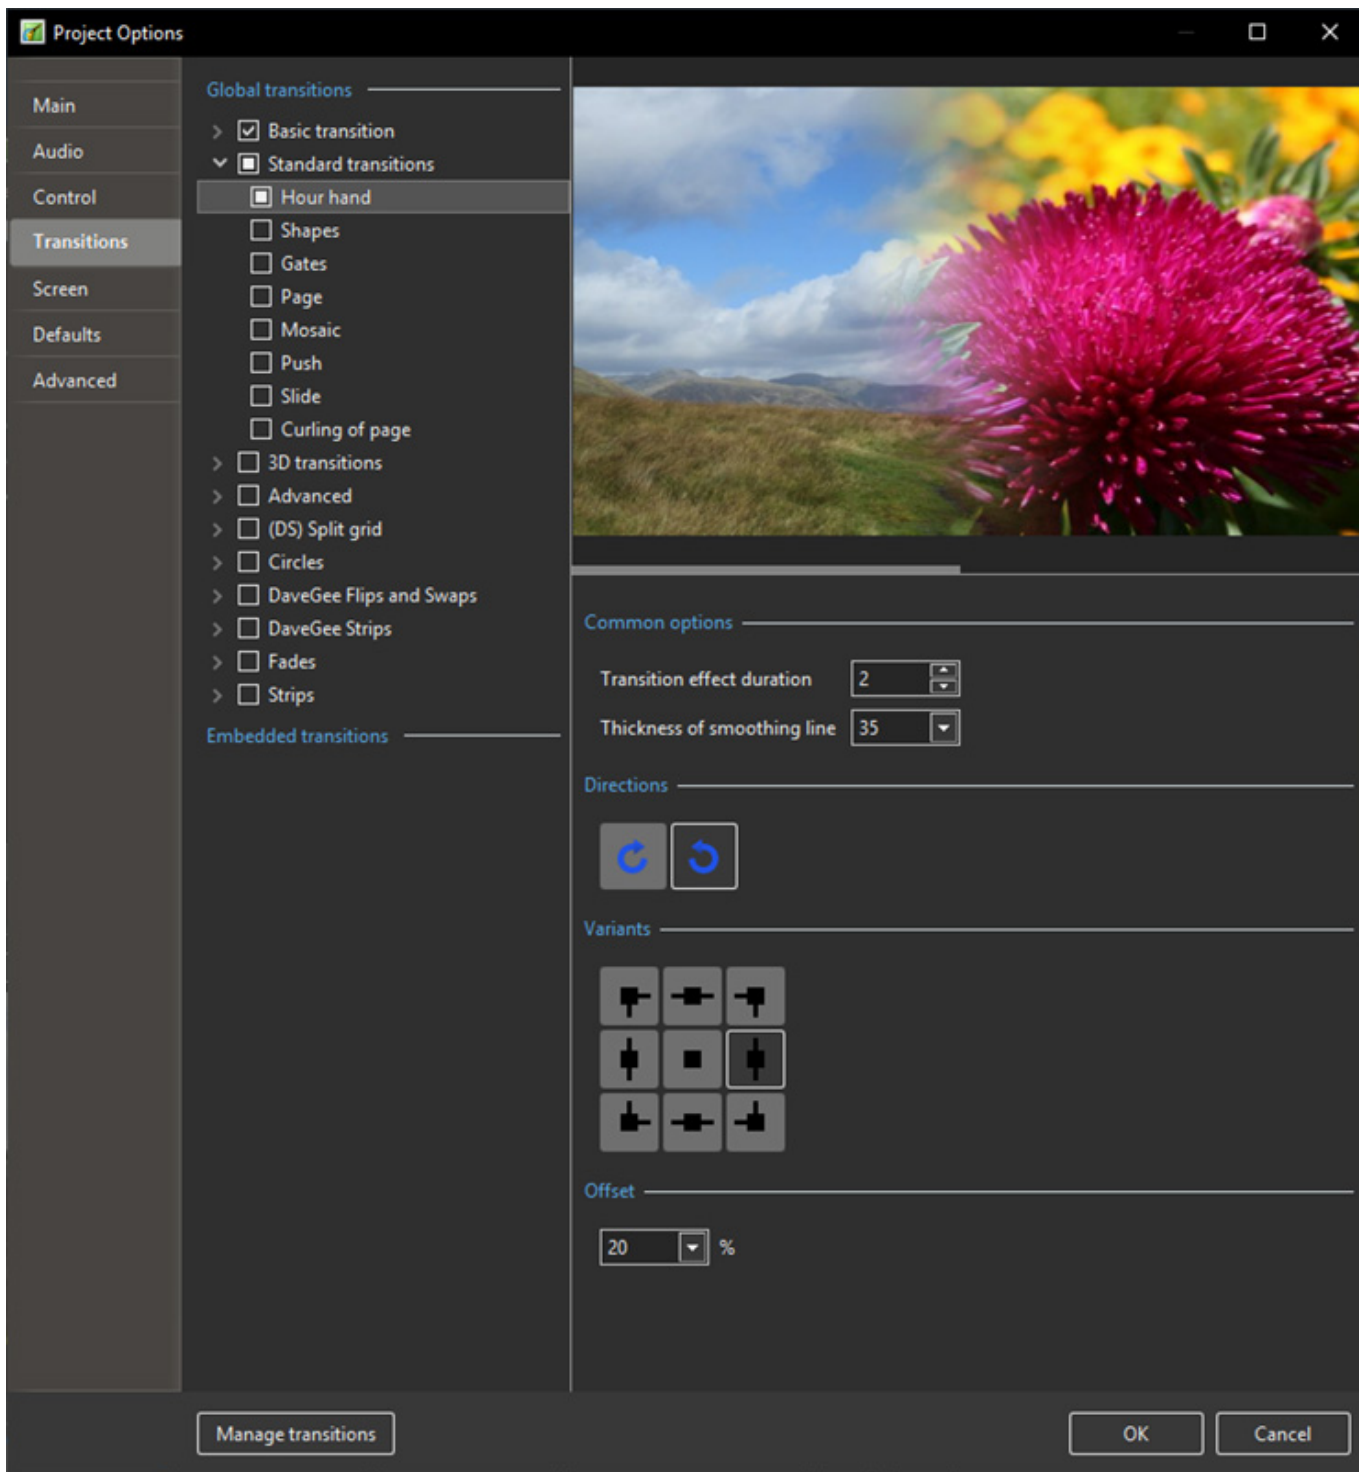 Project Options
Main
Audio
Control
Transitions
Screen
Defaults
Advanced
Global transitions
Basic transition
Standard transitions
Hour hand
Shapes
Gates
Page
Mosaic
Push
Slide
Curling of page
3D transitions
Advanced
(DS) Split grid
Circles
DaveGee Flips and Swaps
DaveGee Strips
Fades
Strips
Embedded transitions
Common options
Transition effect duration 2
Thickness of smoothing line 35
Directions
Variants
Offset
20 %
Manage transitions
OK
Cancel